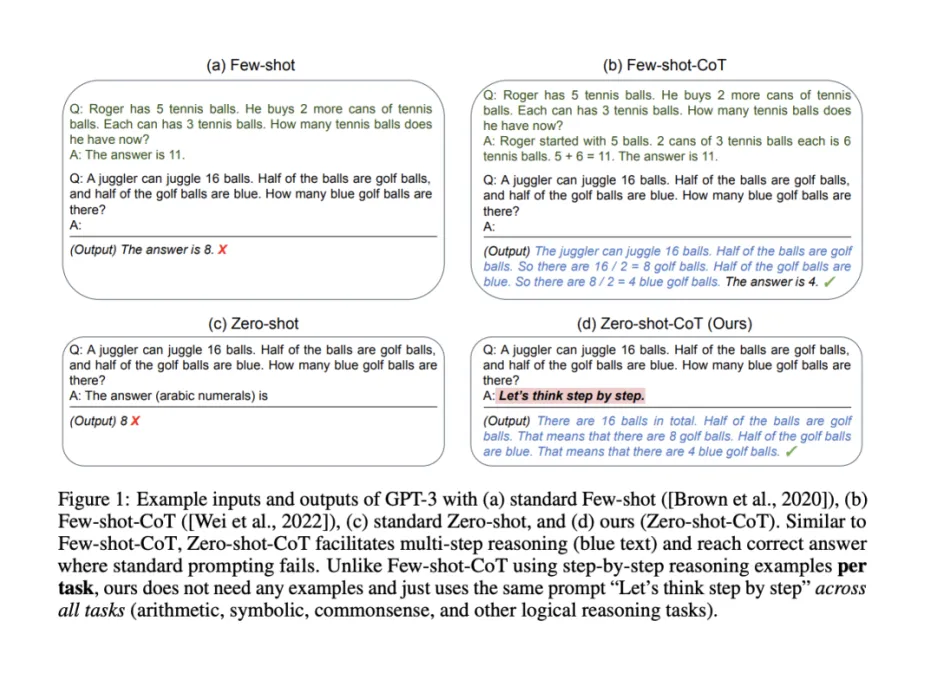 (a) Few-shot
Q: Roger has 5 tennis balls. He buys 2 more cans of tennis
balls. Each can has 3 tennis balls. How many tennis balls does
he have now?
A: The answer is 11.
Q: A juggler can juggle 16 balls. Half of the balls are golf balls,
and half of the golf balls are blue. How many blue golf balls are
there?
A:
(Output) The answer is 8. ✗
(b) Few-shot-CoT
Q: Roger has 5 tennis balls. He buys 2 more cans of tennis
balls. Each can has 3 tennis balls. How many tennis balls does
he have now?
A: Roger started with 5 balls. 2 cans of 3 tennis balls each is 6
tennis balls. 5 + 6 = 11. The answer is 11.
Q: A juggler can juggle 16 balls. Half of the balls are golf balls,
and half of the golf balls are blue. How many blue golf balls are
there?
A:
(Output) The juggler can juggle 16 balls. Half of the balls are golf
balls. So there are 16 / 2 = 8 golf balls. Half of the golf balls are
blue. So there are 8 / 2 = 4 blue golf balls. The answer is 4. ✓
(c) Zero-shot
Q: A juggler can juggle 16 balls. Half of the balls are golf balls,
and half of the golf balls are blue. How many blue golf balls are
there?
A: The answer (arabic numerals) is
(Output) 8 ✗
(d) Zero-shot-CoT (Ours)
Q: A juggler can juggle 16 balls. Half of the balls are golf balls,
and half of the golf balls are blue. How many blue golf balls are
there?
A: Let's think step by step.
(Output) There are 16 balls in total. Half of the balls are golf
balls. That means that there are 8 golf balls. Half of the golf balls
are blue. That means that there are 4 blue golf balls. ✓
Figure 1: Example inputs and outputs of GPT-3 with (a) standard Few-shot ([Brown et al., 2020]), (b)
Few-shot-CoT ([Wei et al., 2022]), (c) standard Zero-shot, and (d) ours (Zero-shot-CoT). Similar to
Few-shot-CoT, Zero-shot-CoT facilitates multi-step reasoning (blue text) and reach correct answer
where standard prompting fails. Unlike Few-shot-CoT using step-by-step reasoning examples per
task, ours does not need any examples and just uses the same prompt “Let's think step by step” across
all tasks (arithmetic, symbolic, commonsense, and other logical reasoning tasks).